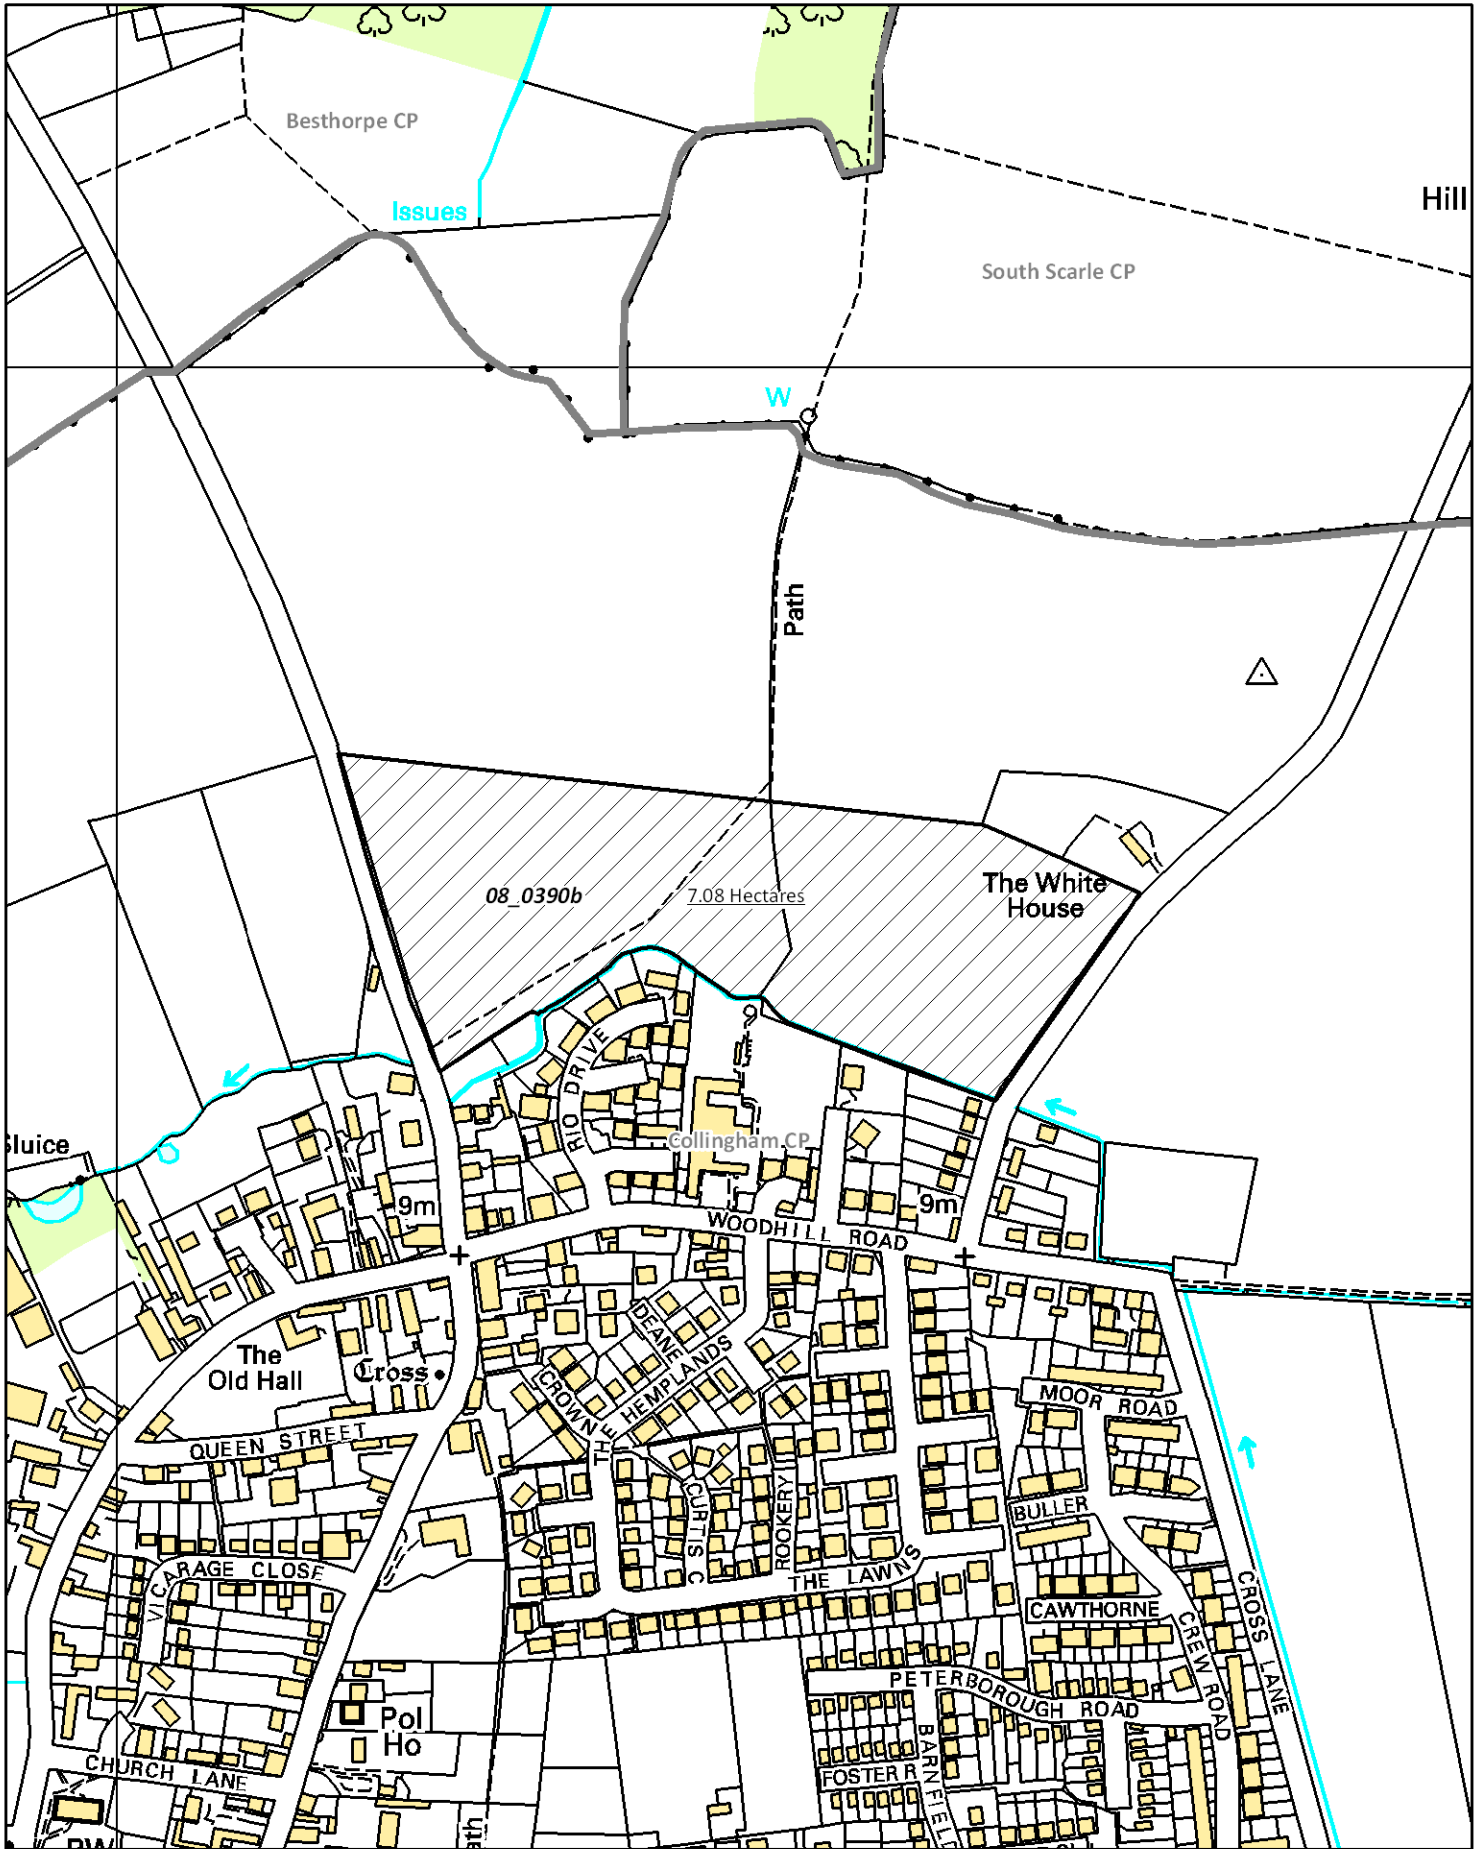 Besthorpe CP
Hill
Issues
South Scarle CP
W
Path
08_0390b
7.08 Hectares
The White
House
RIO DRIVE
Collingham CP
Sluice
9m
9m
WOODHILL ROAD
The
Old Hall
Cross
DEANE
CROWN
THE HEMPLANDS
MOOR ROAD
QUEEN STREET
CURTIS C
ROOKERY
BULLER
VICARAGE CLOSE
THE LAWNS
CAWTHORNE
CREW ROAD
CROSS LANE
PETERBOROUGH ROAD
Pol
Ho
BARNFIELD
CHURCH LANE
FOSTER R
PW
ath